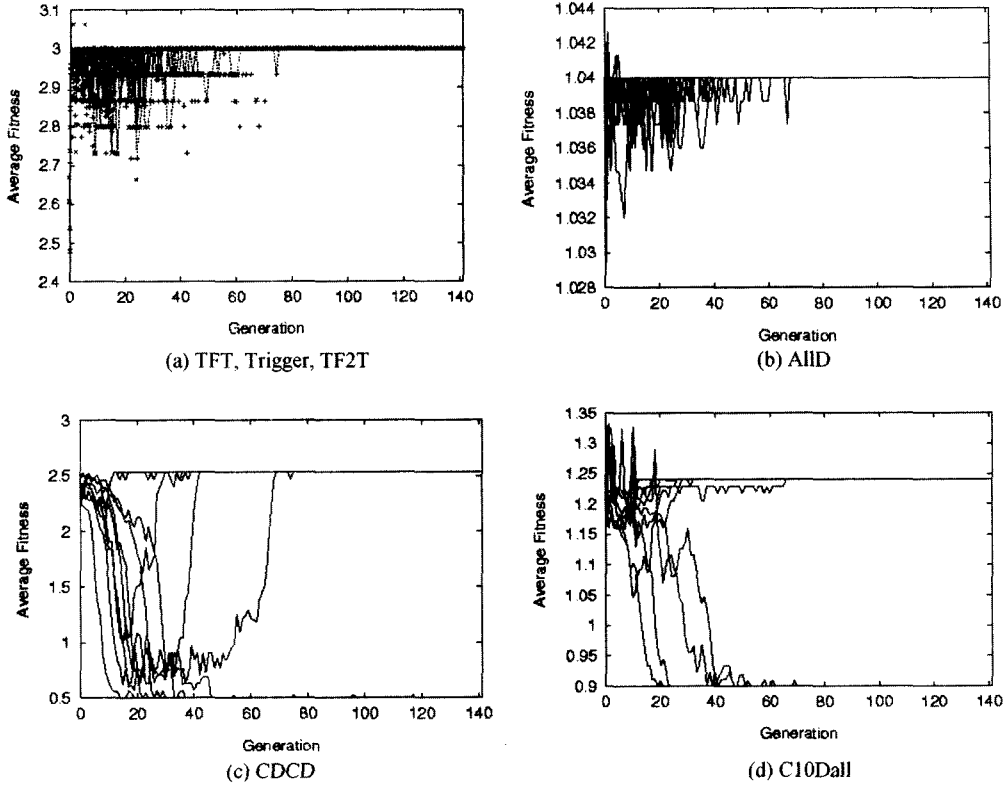 3.1
3
2.9
2.8
2.7
2.6
2.5
2.4
Average Fitness
0 20 40 60 80 100 120 140
Generation
(a) TFT, Trigger, TF2T
1.044
1.042
1.04
1.038
1.036
1.034
1.032
1.03
1.028
Average Fitness
0 20 40 60 80 100 120 140
Generation
(b) AllD
3
2.5
2
1.5
1
0.5
Average Fitness
0 20 40 60 80 100 120 140
Generation
(c) CDCD
1.35
1.3
1.25
1.2
1.15
1.1
1.05
1
0.95
0.9
Average Fitness
0 20 40 60 80 100 120 140
Generation
(d) C10Dall